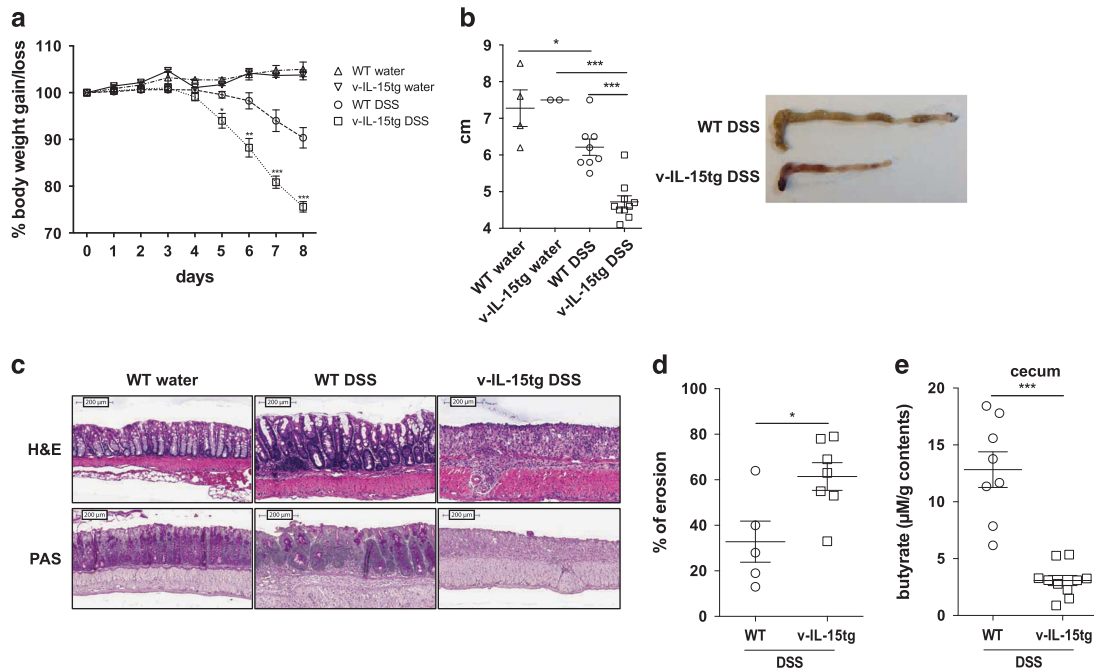 a
% body weight gain/loss
110
100
90
80
70
0 1 2 3 4 5 6 7 8
days
* ** *** ***
WT water
v-IL-15tg water
WT DSS
v-IL-15tg DSS
b
cm
9
8
7
6
5
4
*
***
***
WT water
v-IL-15tg water
WT DSS
v-IL-15tg DSS
WT DSS
v-IL-15tg DSS
c
WT water WT DSS v-IL-15tg DSS
H&E
200 µm 200 µm 200 µm
PAS
200 µm 200 µm 200 µm
d
% of erosion
100
80
60
40
20
0
*
WT v-IL-15tg
DSS
e
cecum
***
butyrate (µM/g contents)
20
15
10
5
0
WT v-IL-15tg
DSS